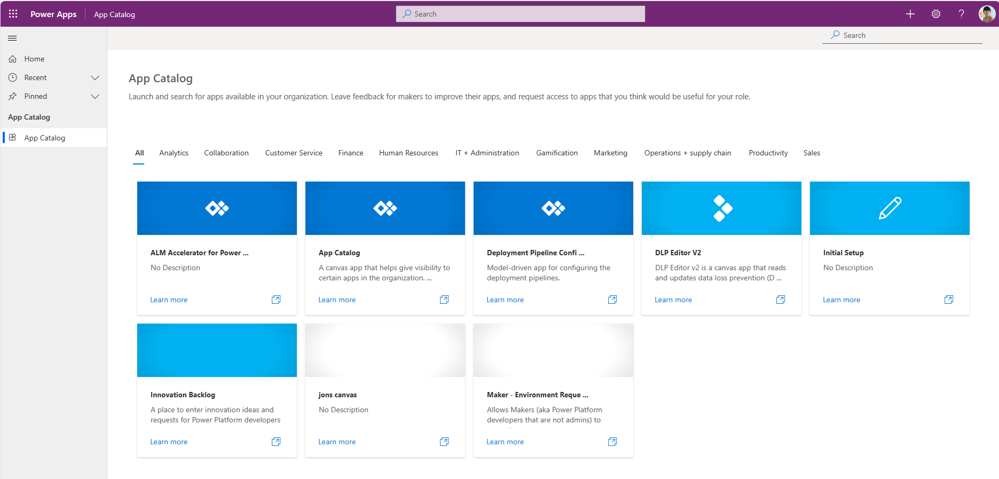 Power Apps
App Catalog
Search
Search
Home
Recent
Pinned
App Catalog
App Catalog
App Catalog
Launch and search for apps available in your organization. Leave feedback for makers to improve their apps, and request access to apps that you think would be useful for your role.
All Analytics Collaboration Customer Service Finance Human Resources IT + Administration Gamification Marketing Operations + supply chain Productivity Sales
ALM Accelerator for Power ...
No Description
Learn more
App Catalog
A canvas app that helps give visibility to
certain apps in the organization. ...
Learn more
Deployment Pipeline Confi ...
Model-driven app for configuring the
deployment pipelines.
Learn more
DLP Editor V2
DLP Editor v2 is a canvas app that reads
and updates data loss prevention (D ...
Learn more
Initial Setup
No Description
Learn more
Innovation Backlog
A place to enter innovation ideas and
requests for Power Platform developers
Learn more
jons canvas
No Description
Learn more
Maker - Environment Reque ...
Allows Makers (aka Power Platform
developers that are not admins) to
Learn more